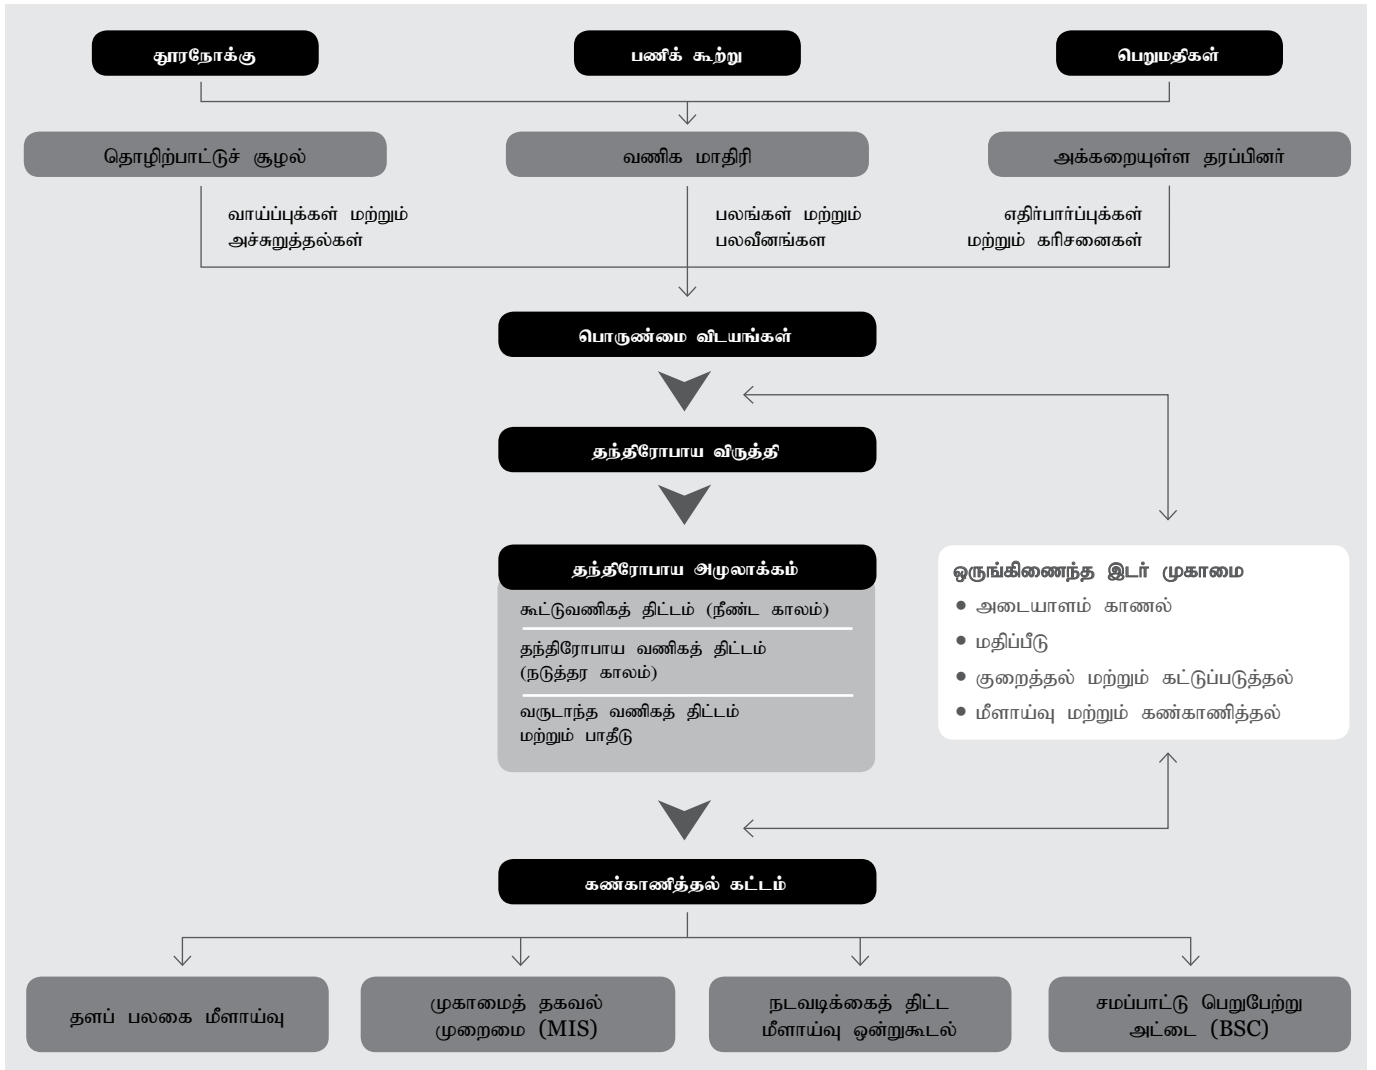 தூரநோக்கு
பணிக் கூற்று
பெறுமதிகள்
தொழிற்பாட்டுச் சூழல்
வணிக மாதிரி
அக்கறையுள்ள தரப்பினர்
வாய்ப்புக்கள் மற்றும்
அச்சுறுத்தல்கள்
பலங்கள் மற்றும்
பலவீனங்கள
எதிர்பார்ப்புக்கள்
மற்றும் கரிசனைகள்
பொருண்மை விடயங்கள்
தந்திரோபாய விருத்தி
தந்திரோபாய அமுலாக்கம்
கூட்டுவணிகத் திட்டம் (நீண்ட காலம்)
தந்திரோபாய வணிகத் திட்டம்
(நடுத்தர காலம்)
வருடாந்த வணிகத் திட்டம்
மற்றும் பாதீடு
ஒருங்கிணைந்த இடர் முகாமை
• அடையாளம் காணல்
• மதிப்பீடு
• குறைத்தல் மற்றும் கட்டுப்படுத்தல்
• மீளாய்வு மற்றும் கண்காணித்தல்
கண்காணித்தல் கட்டம்
தளப் பலகை மீளாய்வு
முகாமைத் தகவல்
முறைமை (MIS)
நடவடிக்கைத் திட்ட
மீளாய்வு ஒன்றுகூடல்
சமப்பாட்டு பெறுபேற்று
அட்டை (BSC)